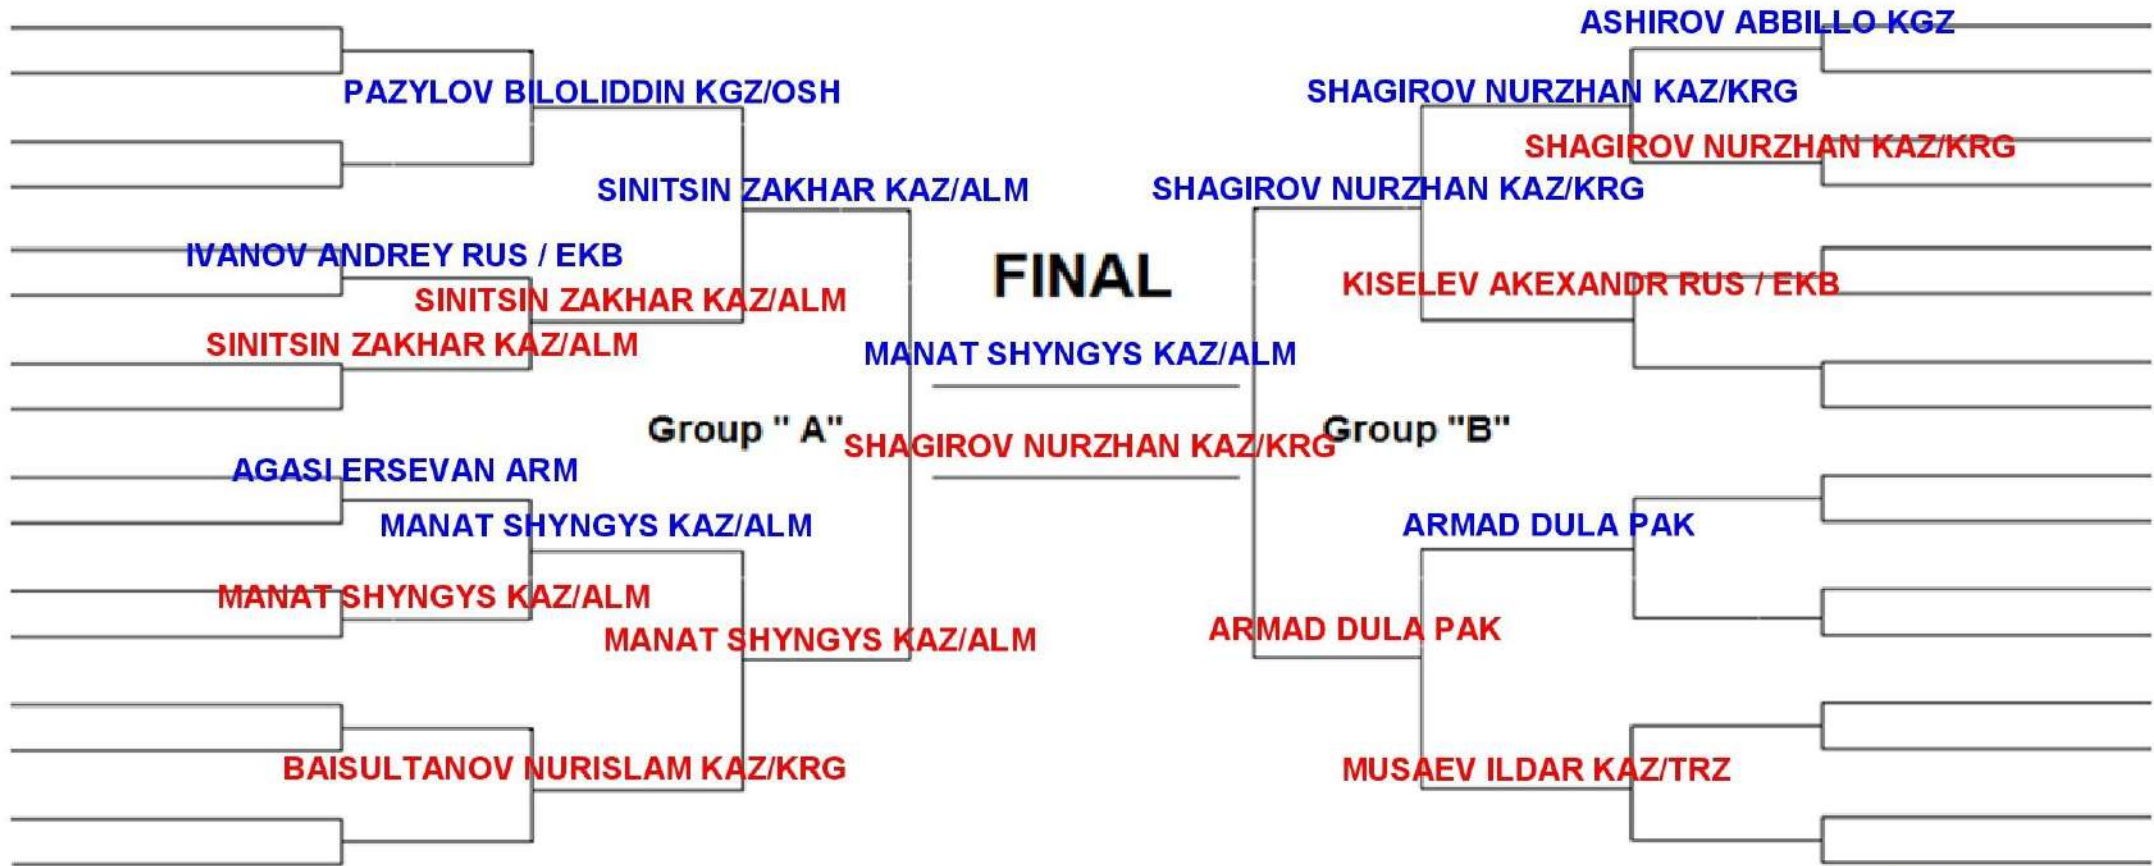 ASHIROV ABBILLO KGZ
PAZYLOV BILOLIDDIN KGZ/OSH
SHAGIROV NURZHAN KAZ/KRG
SHAGIROV NURZHAN KAZ/KRG
SINITSIN ZAKHAR KAZ/ALM
SHAGIROV NURZHAN KAZ/KRG
IVANOV ANDREY RUS / EKB
FINAL
KISELEV AKEXANDR RUS / EKB
SINITSIN ZAKHAR KAZ/ALM
SINITSIN ZAKHAR KAZ/ALM
MANAT SHYNGYS KAZ/ALM
Group " A"
SHAGIROV NURZHAN KAZ/KRG
Group "B"
AGASI ERSEVAN ARM
MANAT SHYNGYS KAZ/ALM
ARMAD DULA PAK
MANAT SHYNGYS KAZ/ALM
MANAT SHYNGYS KAZ/ALM
ARMAD DULA PAK
BAISULTANOV NURISLAM KAZ/KRG
MUSAEV ILDAR KAZ/TRZ